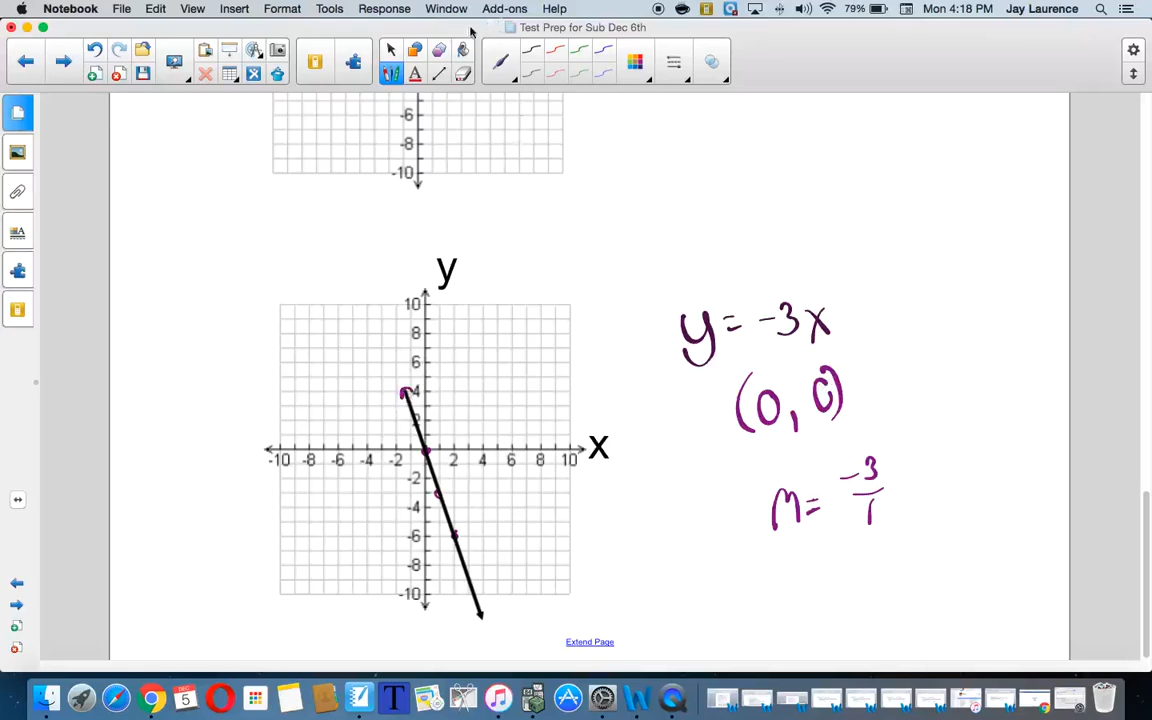 Notebook File Edit View Insert Format Tools Response Window Add-ons Help 79% Mon 4:18 PM Jay Laurence
Test Prep for Sub Dec 6th
-6
-8
-10
y
10
8
6
4
x
-10 -8 -6 -4 -2 2 4 6 8 10
-2
-4
-6
-8
-10
y = -3x
(0, 0)
m = -3/1
Extend Page
DEC
5